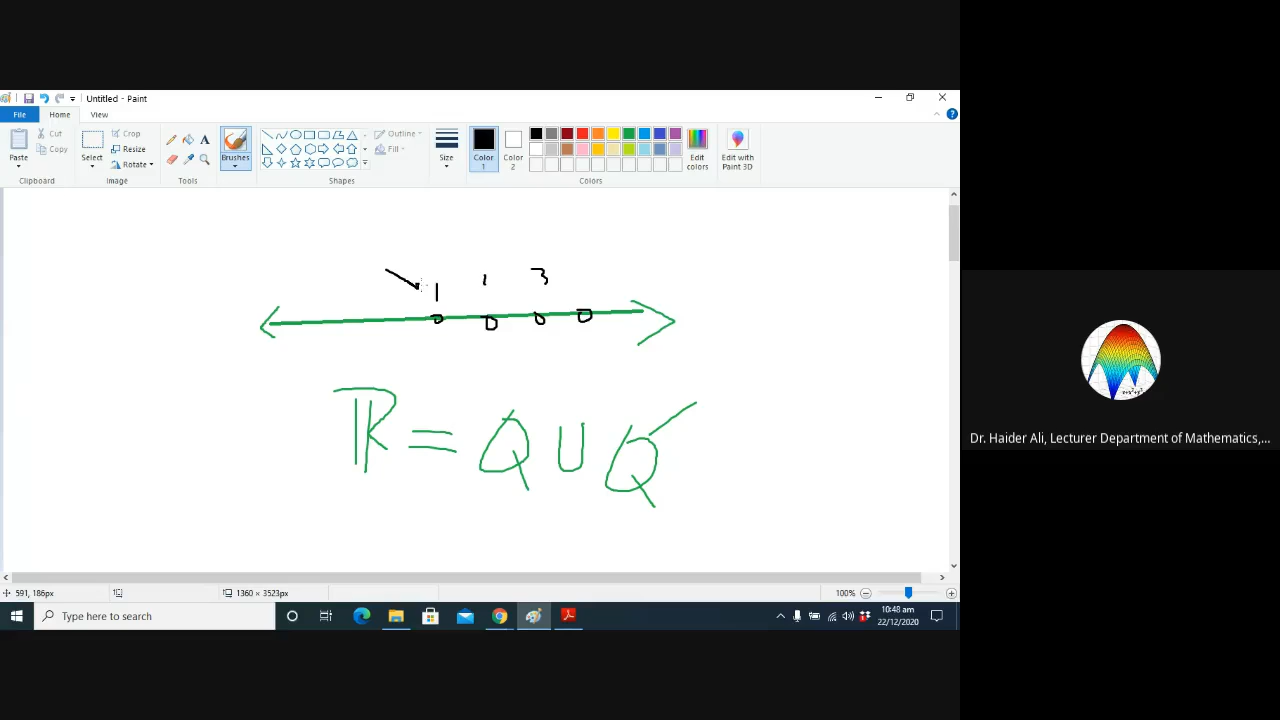 Untitled - Paint
File Home View
Cut
Copy
Paste
Clipboard
Crop
Resize
Rotate
Select
Image
Tools
Brushes
Outline
Fill
Shapes
Size
Color 1
Color 2
Edit colors
Colors
Edit with Paint 3D
1 1 3
ℝ = Q ∪ Q′
591, 186px
1360 × 3523px
100%
Type here to search
10:48 am
22/12/2020
Dr. Haider Ali, Lecturer Department of Mathematics,...